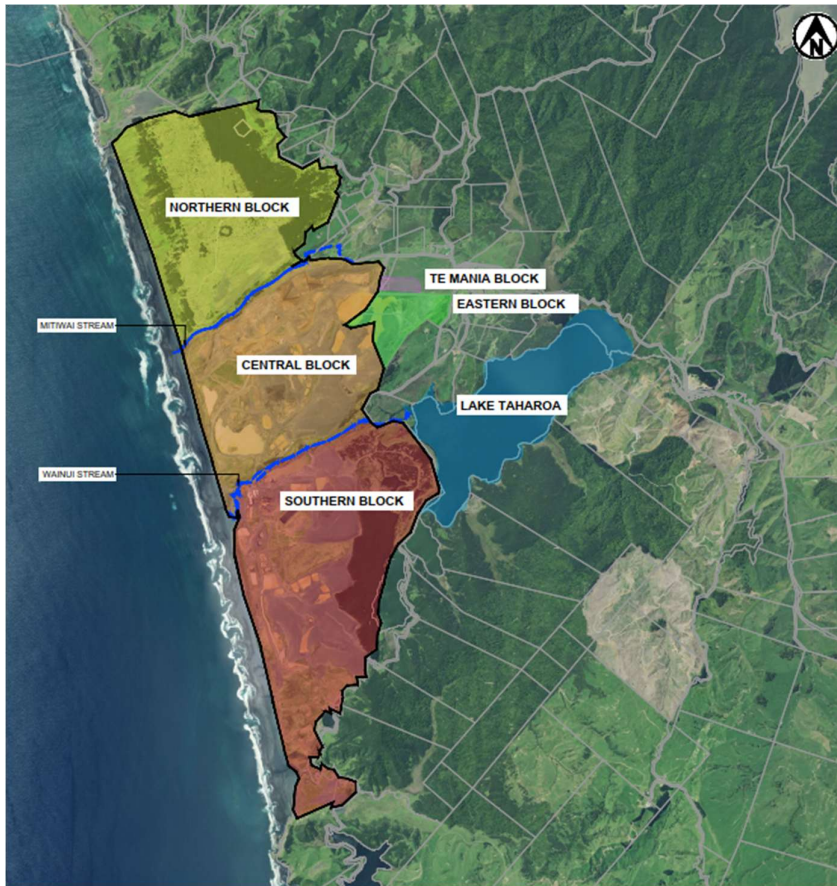 N
NORTHERN BLOCK
TE MANIA BLOCK
EASTERN BLOCK
MITIWAI STREAM
CENTRAL BLOCK
LAKE TAHAROA
WAINUI STREAM
SOUTHERN BLOCK